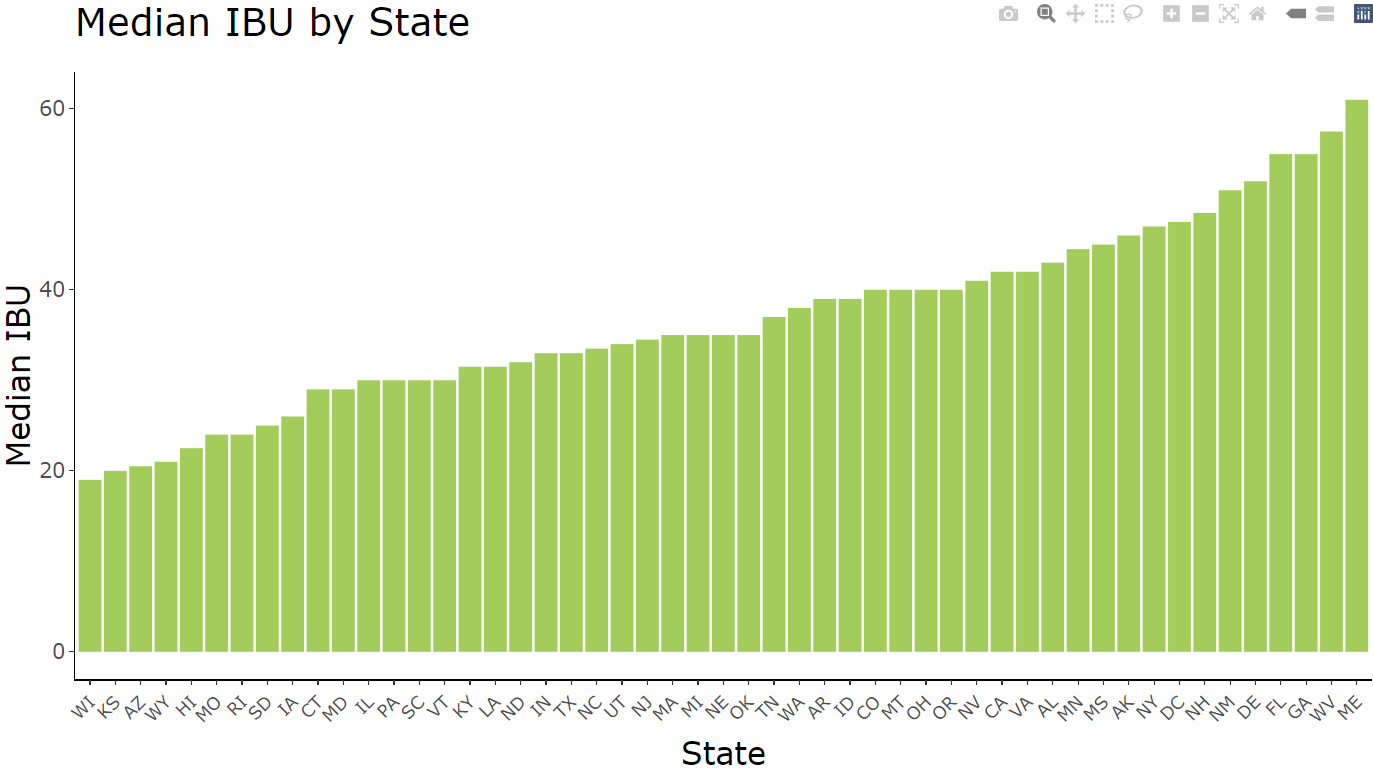 Median IBU by State
60
40
20
0
Median IBU
WI KS AZ WY HI MO RI SD IA CT MD IL PA SC VT KY LA ND IN TX NC UT NJ MA MI NE OK TN WA AR ID CO MT OH OR NV CA VA AL MN MS AK NY DC NH NM DE FL GA WV ME
State